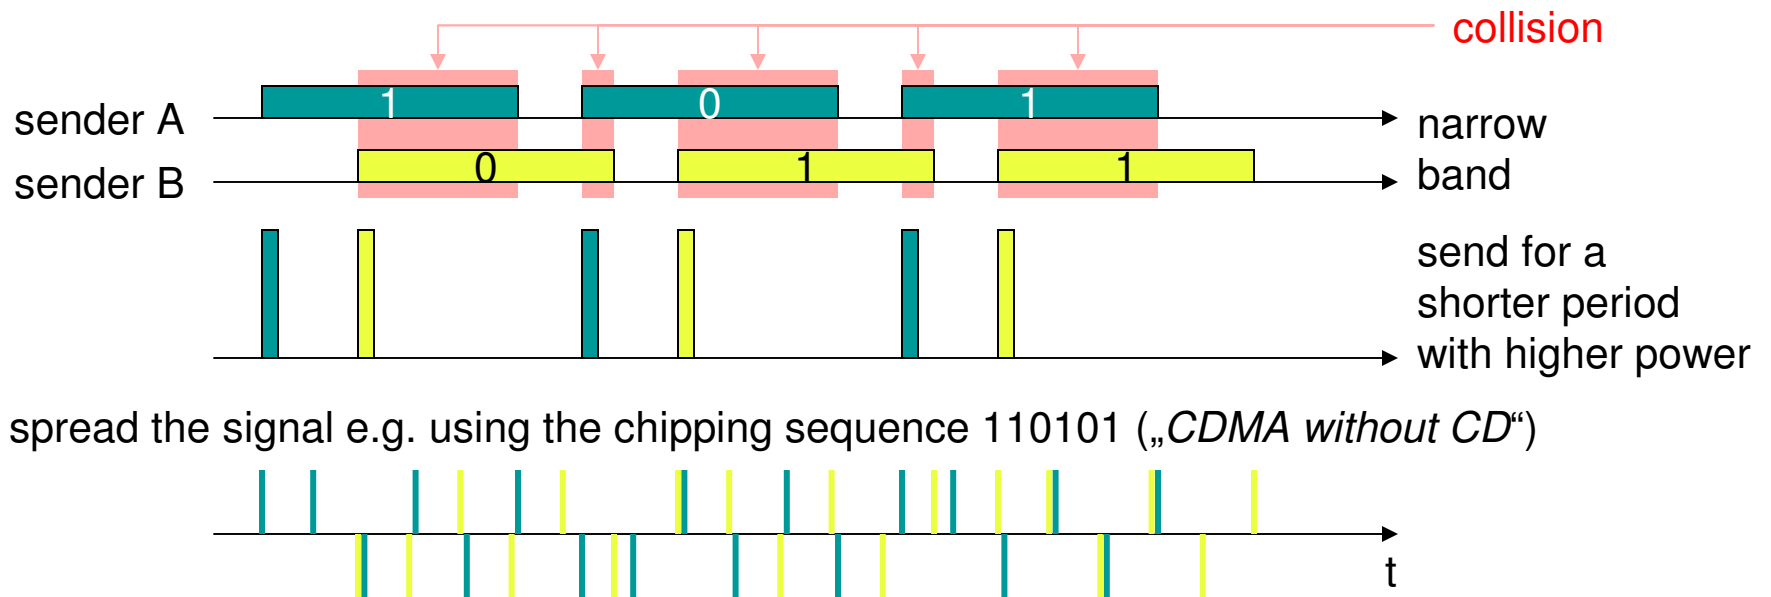 collision
sender A 1 0 1
narrow
sender B 0 1 1
band
send for a
shorter period
with higher power
spread the signal e.g. using the chipping sequence 110101 („CDMA without CD“)
t